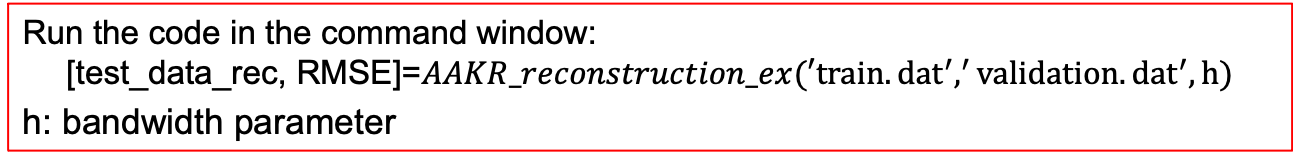 Run the code in the command window:
[test_data_rec, RMSE]=AAKR_reconstruction_ex('train. dat',' validation. dat', h)
h: bandwidth parameter